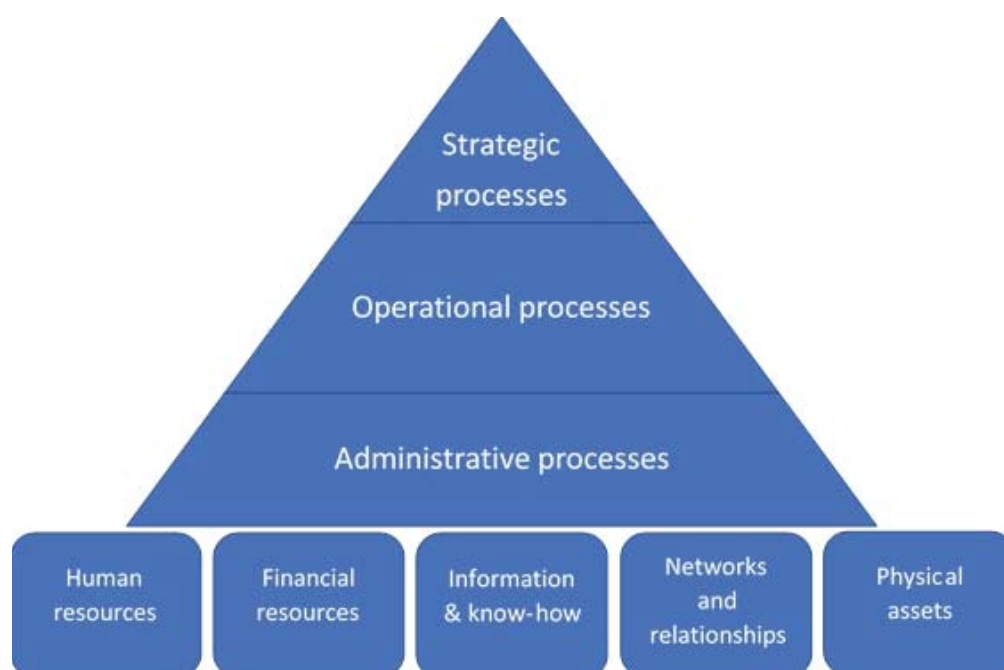 Strategic
processes
Operational processes
Administrative processes
Human
resources
Financial
resources
Information
& know-how
Networks
and
relationships
Physical
assets